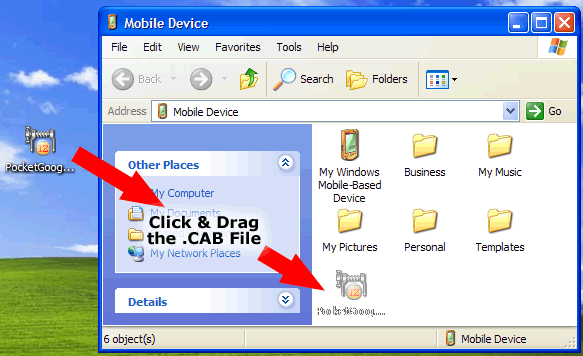 Mobile Device
File Edit View Favorites Tools Help
Back Search Folders
Address Mobile Device Go
PocketGoog...
Other Places
My Computer
My Documents
My Network Places
Click & Drag
the .CAB File
Details
My Windows
Mobile-Based
Device
Business
My Music
My Pictures
Personal
Templates
PocketGoog...
6 object(s)
Mobile Device